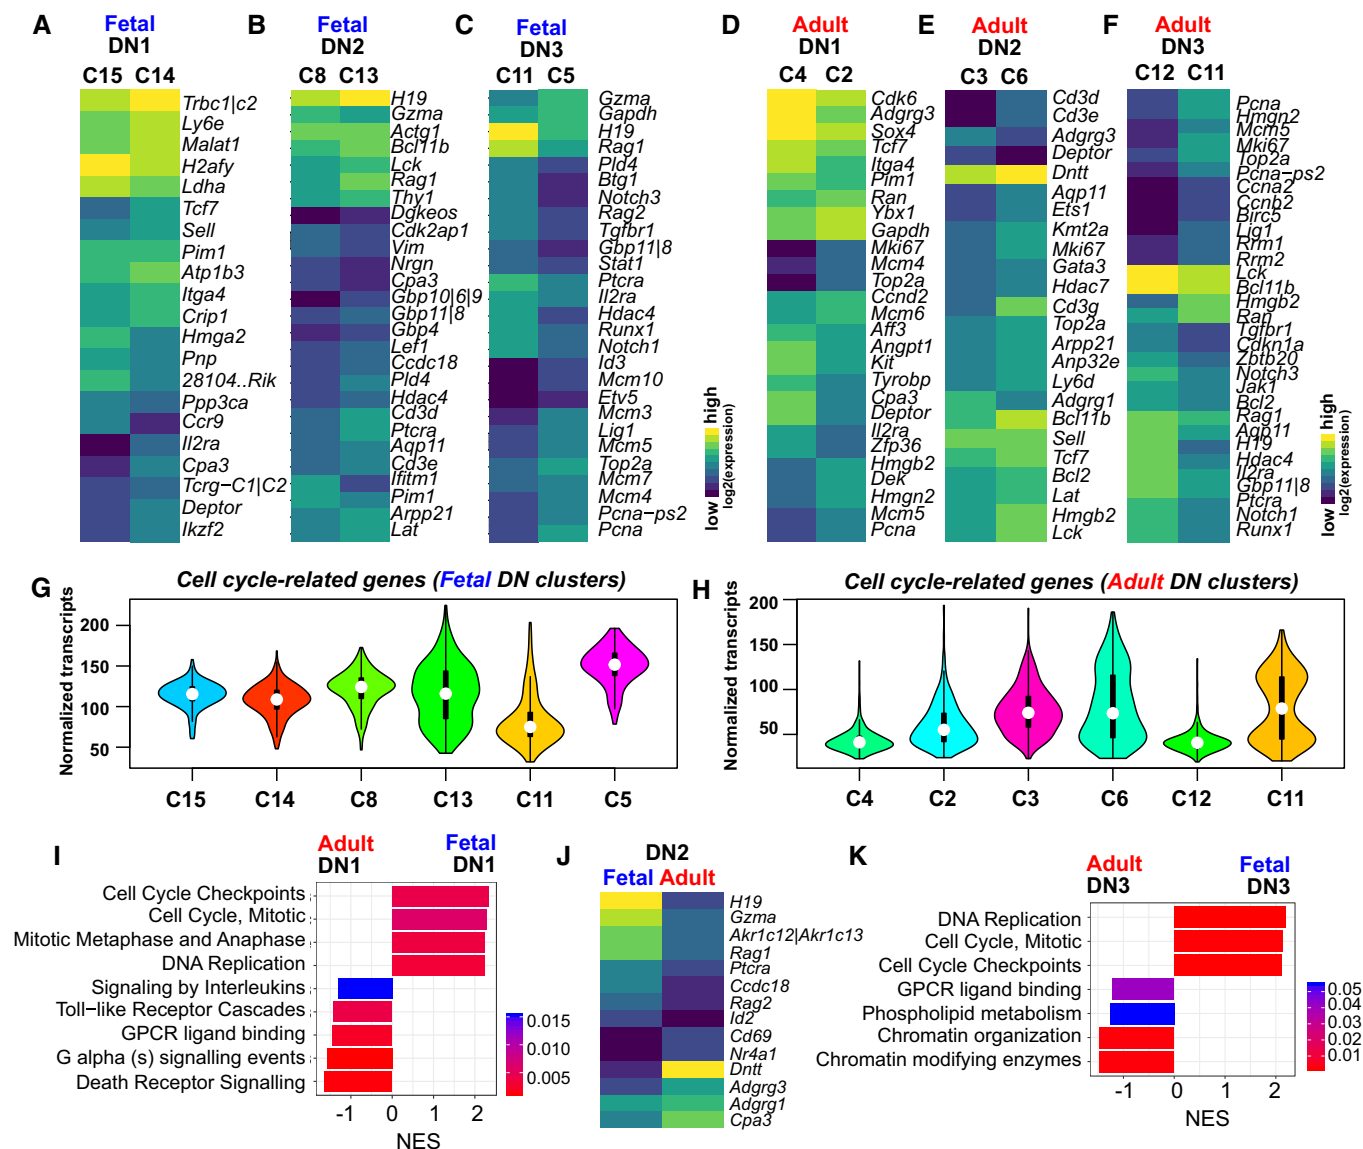 A
Fetal
DN1
C15 C14
Trbc1|c2
Ly6e
Malat1
H2afy
Ldha
Tcf7
Sell
Pim1
Atp1b3
Itga4
Crip1
Hmga2
Pnp
28104..Rik
Ppp3ca
Ccr9
Il2ra
Cpa3
Tcrg−C1|C2
Deptor
Ikzf2
B
Fetal
DN2
C8 C13
H19
Gzma
Actg1
Bcl11b
Lck
Rag1
Thy1
Dgkeos
Cdk2ap1
Vim
Nrgn
Cpa3
Gbp10|6|9
Gbp11|8
Gbp4
Lef1
Ccdc18
Pld4
Hdac4
Cd3d
Ptcra
Aqp11
Cd3e
Ifitm1
Pim1
Arpp21
Lat
C
Fetal
DN3
C11 C5
Gzma
Gapdh
H19
Rag1
Pld4
Btg1
Notch3
Rag2
Tgfbr1
Gbp11|8
Stat1
Ptcra
Il2ra
Hdac4
Runx1
Notch1
Id3
Mcm10
Etv5
Mcm3
Lig1
Mcm5
Top2a
Mcm7
Mcm4
Pcna−ps2
Pcna
low high
log2(expression)
D
Adult
DN1
C4 C2
Cdk6
Adgrg3
Sox4
Tcf7
Itga4
Pim1
Ran
Ybx1
Gapdh
Mki67
Mcm4
Top2a
Ccnd2
Mcm6
Aff3
Angpt1
Kit
Tyrobp
Cpa3
Deptor
Il2ra
Zfp36
Hmgb2
Dek
Hmgn2
Mcm5
Pcna
E
Adult
DN2
C3 C6
Cd3d
Cd3e
Adgrg3
Deptor
Dntt
Aqp11
Ets1
Kmt2a
Mki67
Gata3
Hdac7
Cd3g
Top2a
Arpp21
Anp32e
Ly6d
Adgrg1
Bcl11b
Sell
Tcf7
Bcl2
Lat
Hmgb2
Lck
F
Adult
DN3
C12 C11
Pcna
Hmgn2
Mcm5
Mki67
Top2a
Pcna−ps2
Ccna2
Ccnb2
Birc5
Lig1
Rrm1
Rrm2
Lck
Bcl11b
Hmgb2
Ran
Tgfbr1
Cdkn1a
Zbtb20
Notch3
Jak1
Bcl2
Rag1
Aqp11
H19
Hdac4
Il2ra
Gbp11|8
Ptcra
Notch1
Runx1
low high
log2(expression)
G
Cell cycle-related genes (Fetal DN clusters)
Normalized transcripts
200
150
100
50
C15 C14 C8 C13 C11 C5
H
Cell cycle-related genes (Adult DN clusters)
Normalized transcripts
200
150
100
50
C4 C2 C3 C6 C12 C11
I
Adult
DN1
Fetal
DN1
Cell Cycle Checkpoints
Cell Cycle, Mitotic
Mitotic Metaphase and Anaphase
DNA Replication
Signaling by Interleukins
Toll−like Receptor Cascades
GPCR ligand binding
G alpha (s) signalling events
Death Receptor Signalling
-1 0 1 2
NES
0.015
0.010
0.005
J
DN2
Fetal Adult
H19
Gzma
Akr1c12|Akr1c13
Rag1
Ptcra
Ccdc18
Rag2
Id2
Cd69
Nr4a1
Dntt
Adgrg3
Adgrg1
Cpa3
K
Adult
DN3
Fetal
DN3
DNA Replication
Cell Cycle, Mitotic
Cell Cycle Checkpoints
GPCR ligand binding
Phospholipid metabolism
Chromatin organization
Chromatin modifying enzymes
-1 0 1 2
NES
0.05
0.04
0.03
0.02
0.01